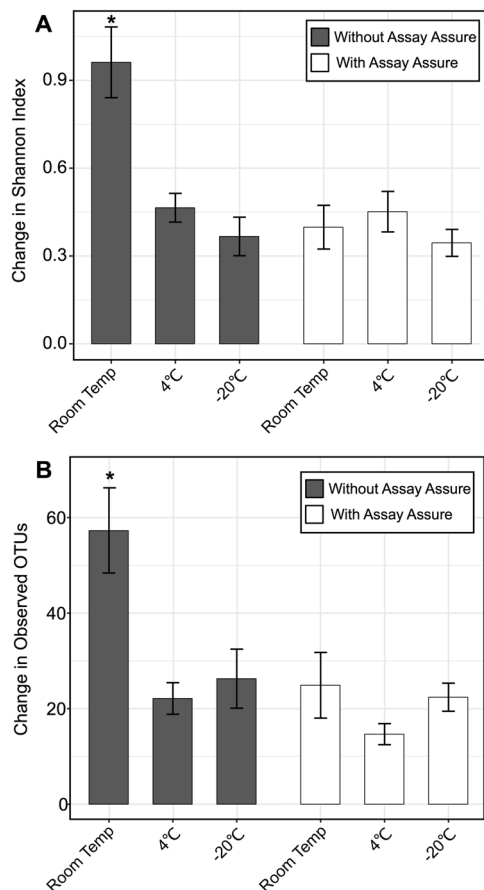 A
*
Without Assay Assure
With Assay Assure
Change in Shannon Index
0.9
0.6
0.3
0.0
Room Temp
4℃
-20℃
Room Temp
4℃
-20℃
B
*
Without Assay Assure
With Assay Assure
Change in Observed OTUs
60
40
20
0
Room Temp
4℃
-20℃
Room Temp
4℃
-20℃